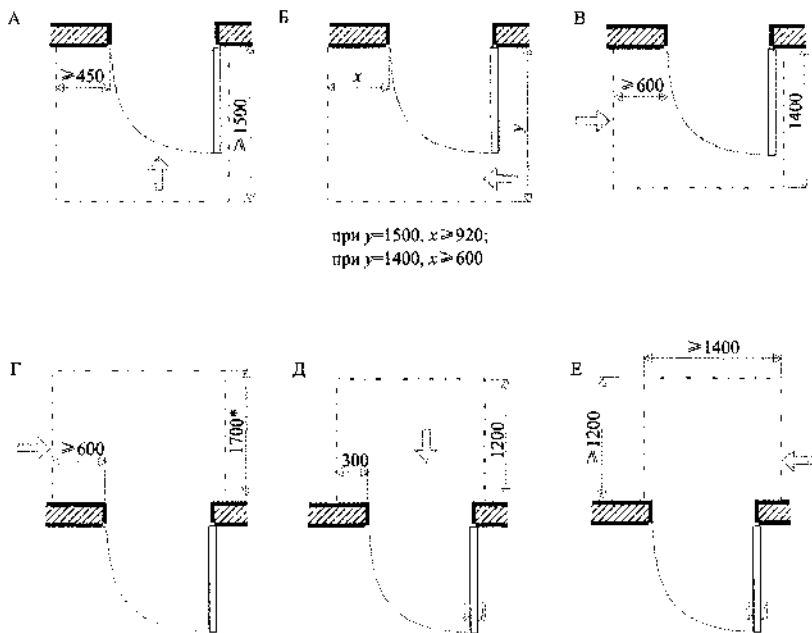 А
Б
В
≥450
≥1500
x
y
≥600
1400
при y=1500, x≥920;
при y=1400, x≥600
Г
Д
Е
≥600
1700*
300
1200
≥1400
≥1200